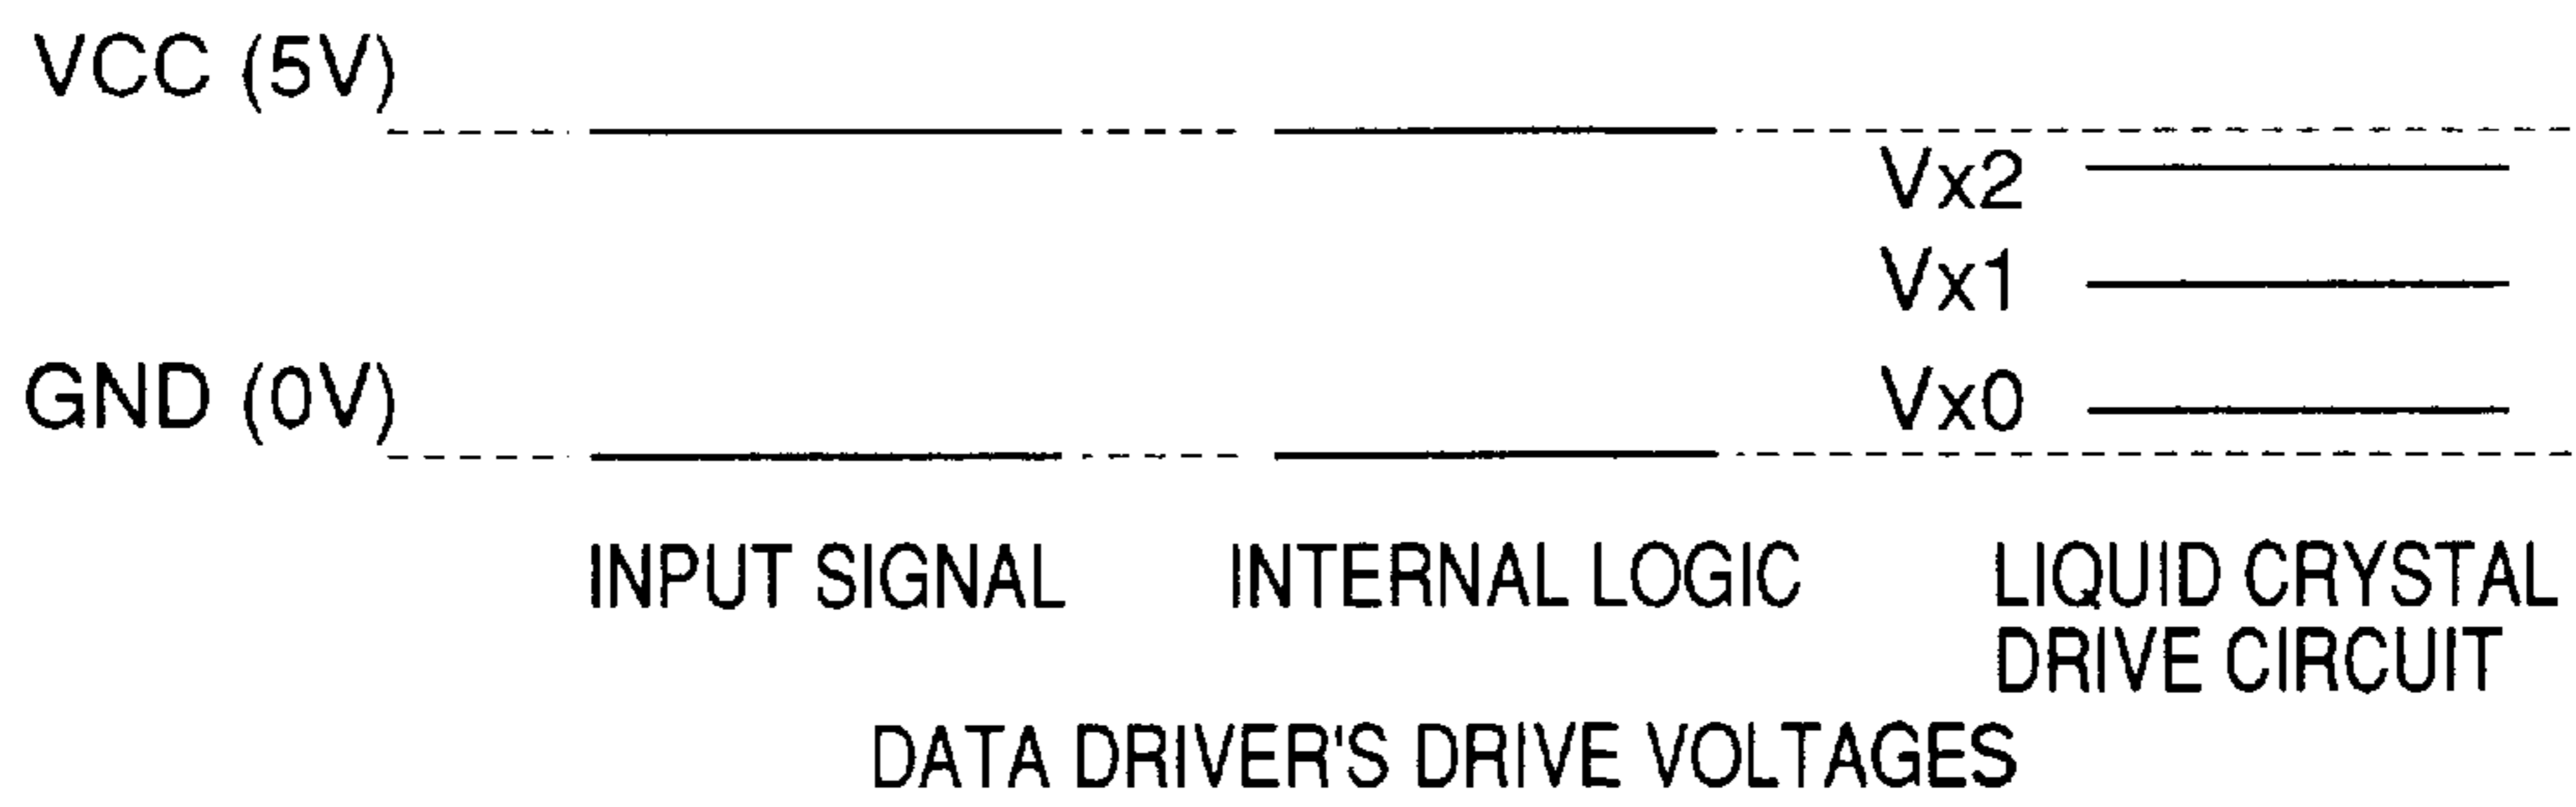 VCC (5V)
Vx2
Vx1
GND (0V)
Vx0
INPUT SIGNAL
INTERNAL LOGIC
LIQUID CRYSTAL
DRIVE CIRCUIT
DATA DRIVER'S DRIVE VOLTAGES